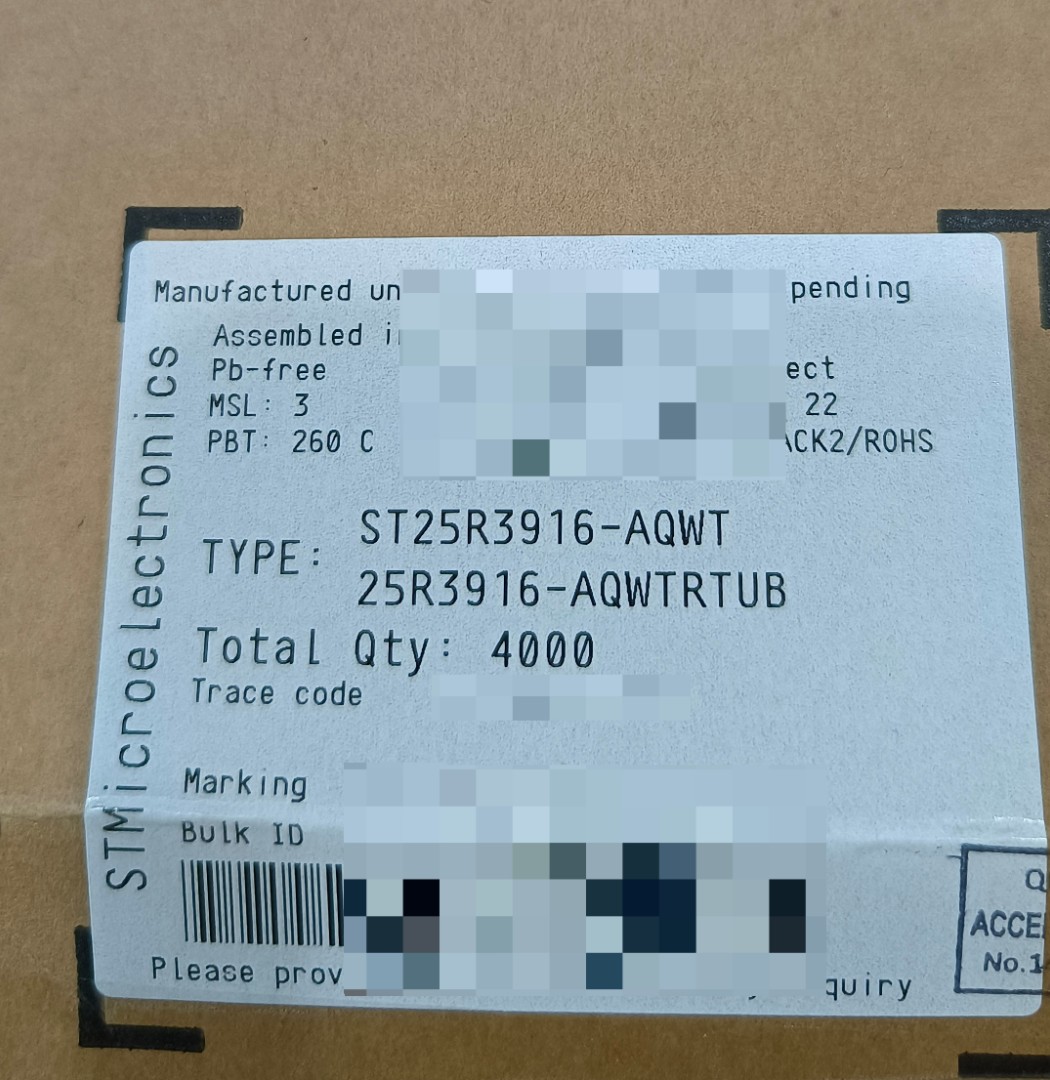 Manufactured un pending
Assembled
Pb-free ect
MSL: 3 22
PBT: 260 C ACK2/ROHS
STMicroelectronics
TYPE: ST25R3916-AQWT
25R3916-AQWTRTUB
Total Qty: 4000
Trace code
Marking
Bulk ID
Please prov quiry
Q
ACCE
No.1